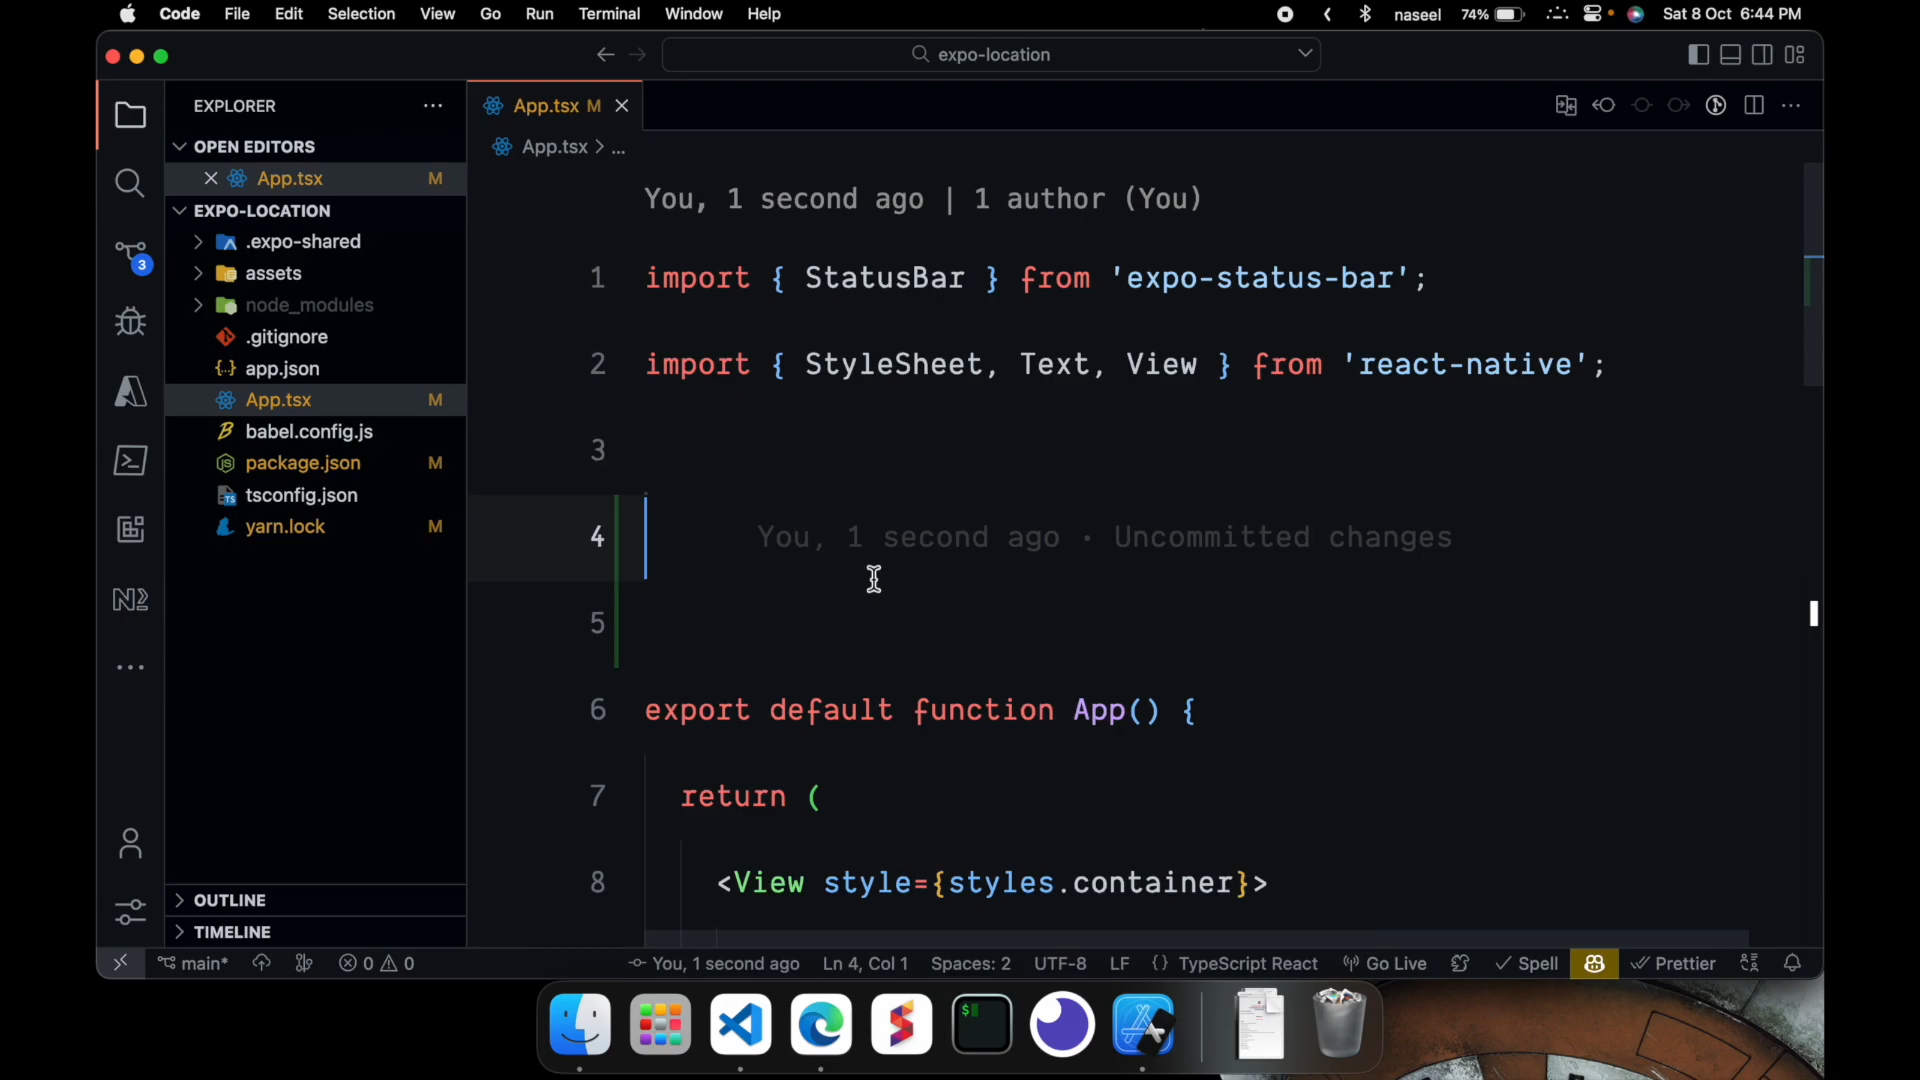 Code File Edit Selection View Go Run Terminal Window Help naseel 74% Sat 8 Oct 6:44 PM
expo-location
EXPLORER
App.tsx M
OPEN EDITORS
App.tsx > ...
App.tsx M
You, 1 second ago | 1 author (You)
EXPO-LOCATION
.expo-shared
assets
node_modules
.gitignore
app.json
App.tsx M
babel.config.js
package.json M
tsconfig.json
yarn.lock M
OUTLINE
TIMELINE
3
N
1 import { StatusBar } from 'expo-status-bar';
2 import { StyleSheet, Text, View } from 'react-native';
3
4 You, 1 second ago • Uncommitted changes
5
6 export default function App() {
7 return (
8 <View style={styles.container}>
main* 0 0 You, 1 second ago Ln 4, Col 1 Spaces: 2 UTF-8 LF {} TypeScript React Go Live Spell Prettier
$